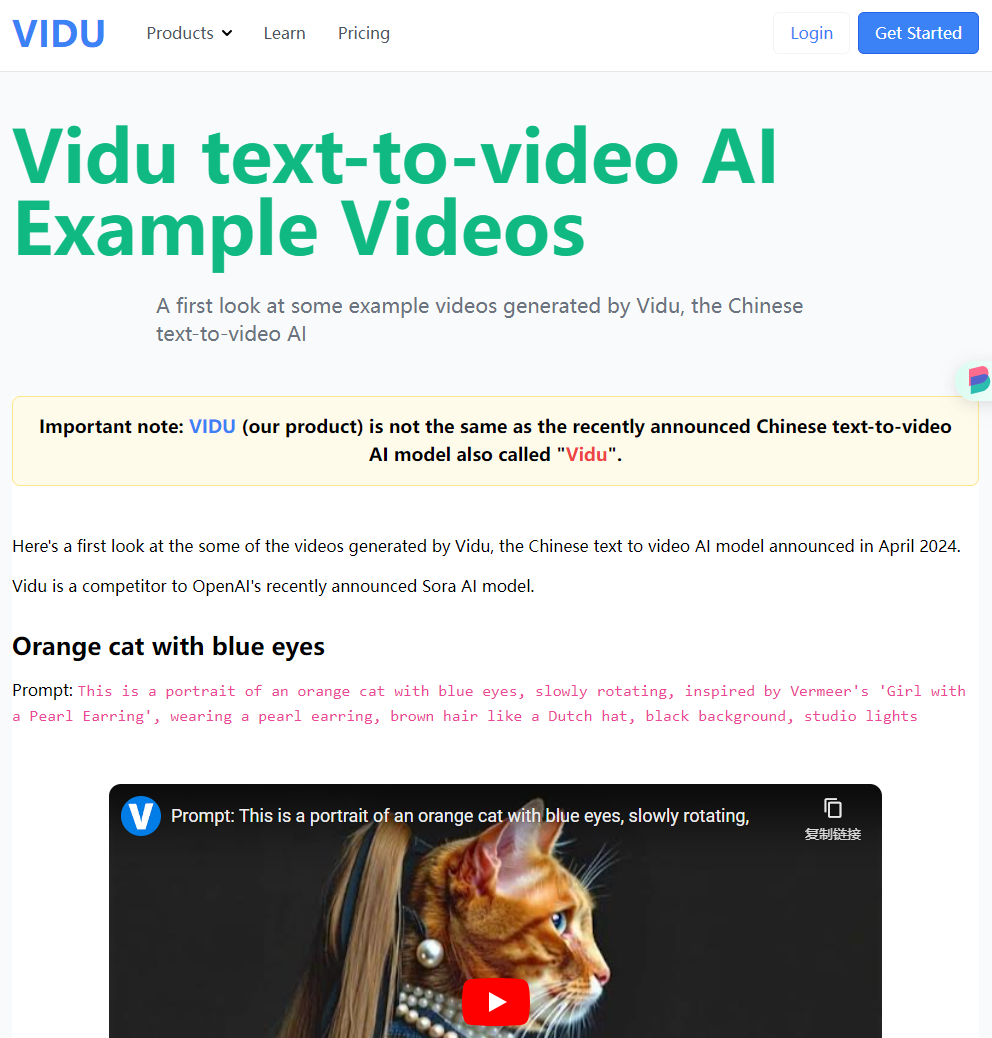 VIDU
Products
Learn
Pricing
Login
Get Started
Vidu text-to-video AI
Example Videos
A first look at some example videos generated by Vidu, the Chinese
text-to-video AI
Important note: VIDU (our product) is not the same as the recently announced Chinese text-to-video
AI model also called "Vidu".
Here's a first look at the some of the videos generated by Vidu, the Chinese text to video AI model announced in April 2024.
Vidu is a competitor to OpenAI's recently announced Sora AI model.
Orange cat with blue eyes
Prompt: This is a portrait of an orange cat with blue eyes, slowly rotating, inspired by Vermeer's 'Girl with
a Pearl Earring', wearing a pearl earring, brown hair like a Dutch hat, black background, studio lights
V
Prompt: This is a portrait of an orange cat with blue eyes, slowly rotating,
复制链接